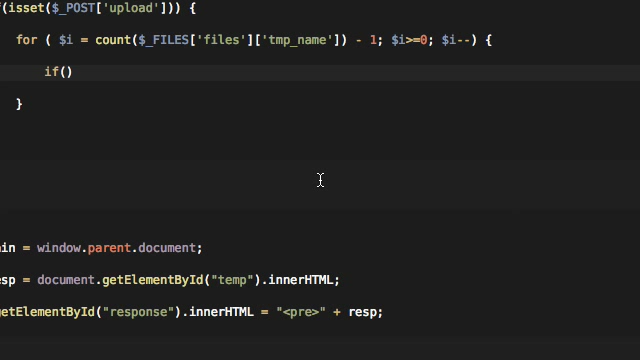 (isset($_POST['upload'])) {
for ( $i = count($_FILES['files']['tmp_name']) - 1; $i>=0; $i--) {
if()
}
in = window.parent.document;
esp = document.getElementById("temp").innerHTML;
getElementById("response").innerHTML = "<pre>" + resp;